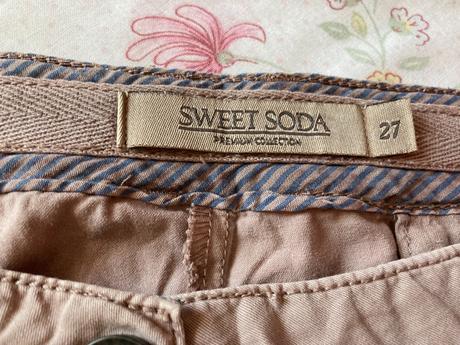 SWEET SODA
PREMIUM COLLECTION
27